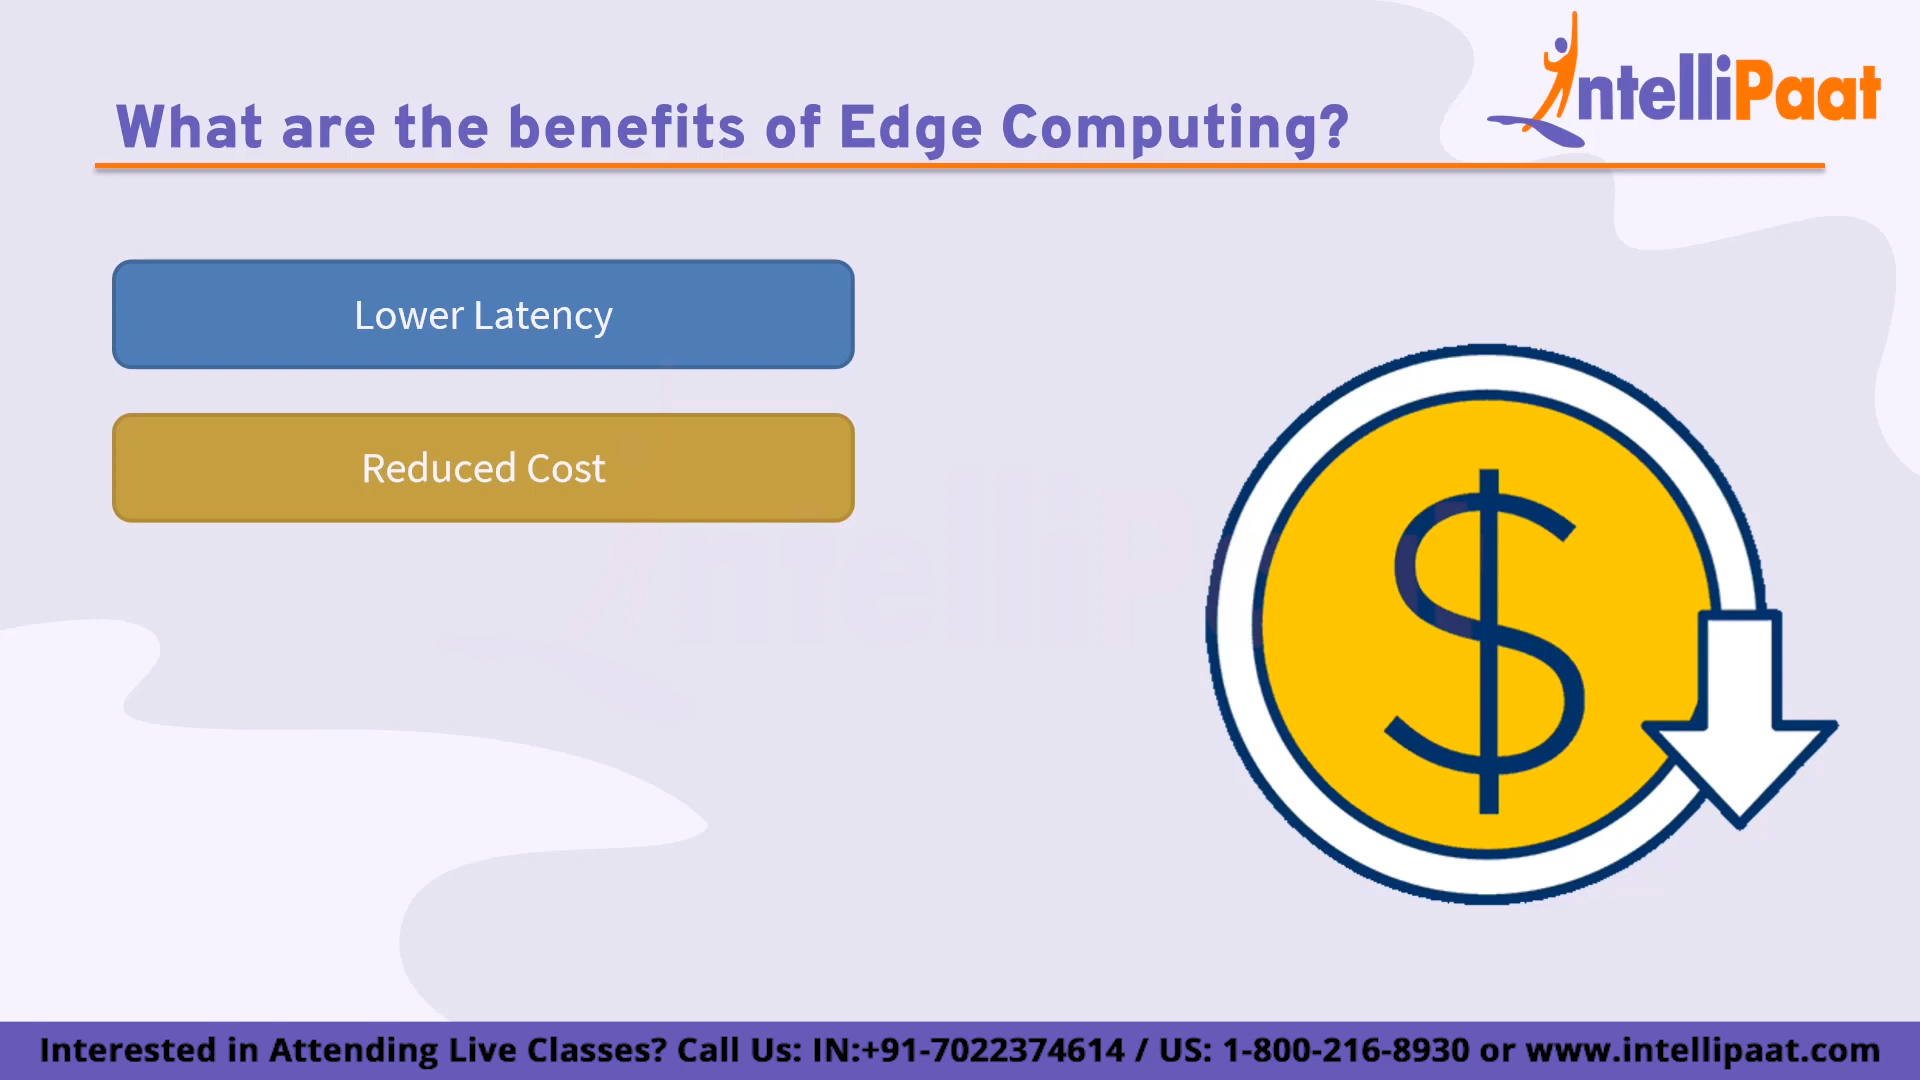 IntelliPaat
What are the benefits of Edge Computing?
Lower Latency
Reduced Cost
Interested in Attending Live Classes? Call Us: IN:+91-7022374614 / US: 1-800-216-8930 or www.intellipaat.com